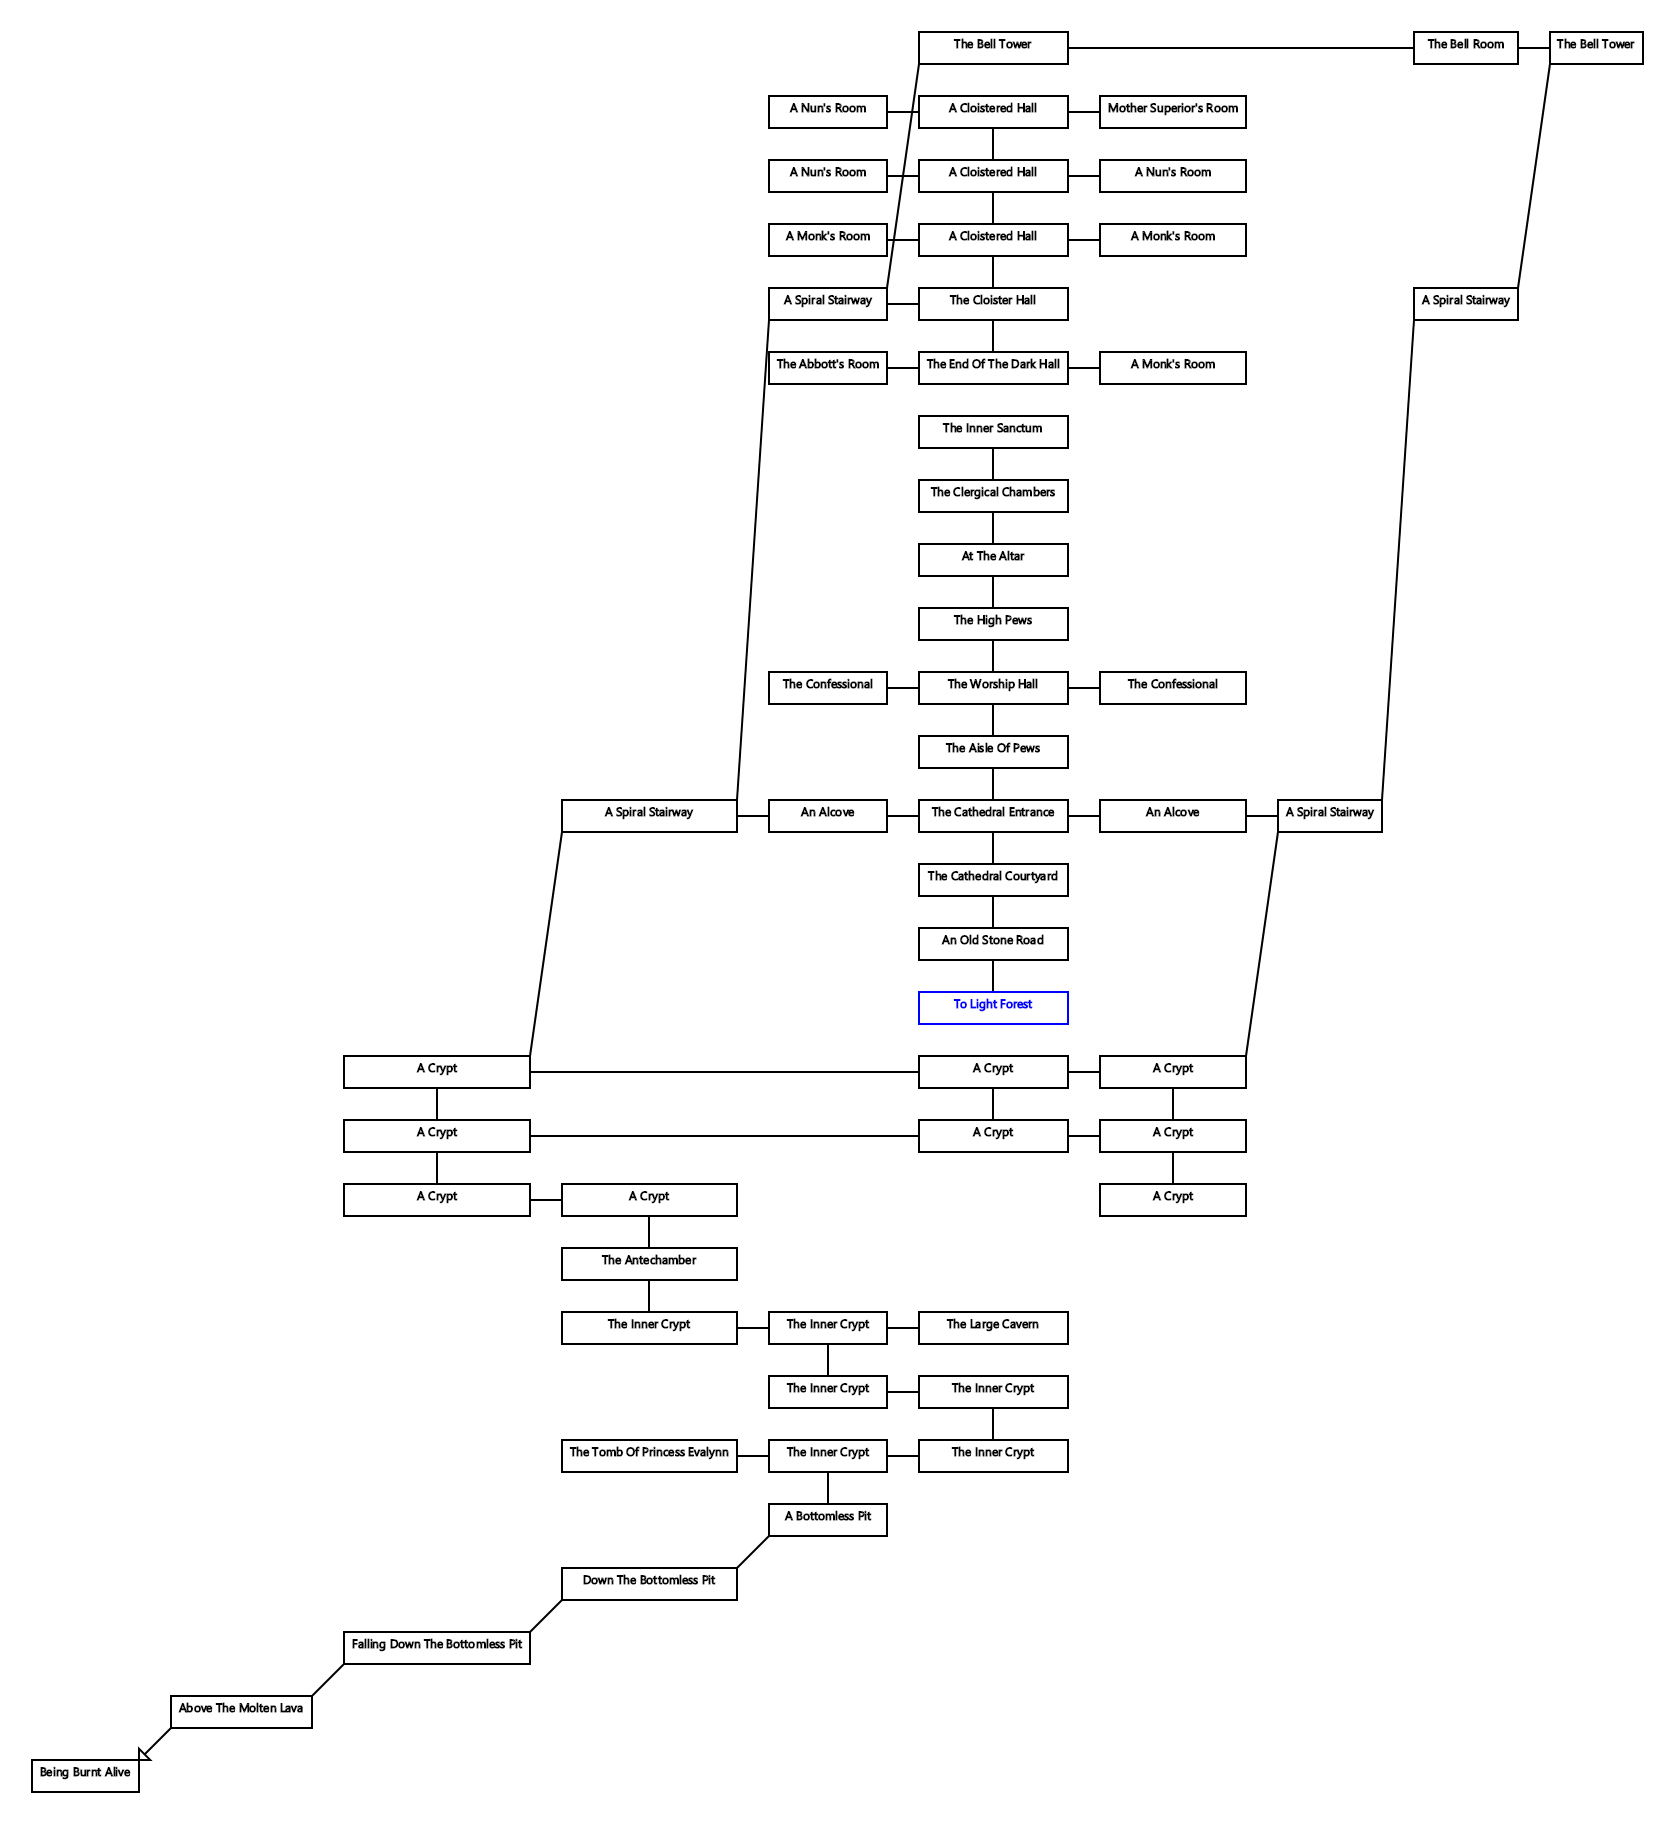 The Bell Tower
The Bell Room
The Bell Tower
A Nun's Room
A Cloistered Hall
Mother Superior's Room
A Nun's Room
A Cloistered Hall
A Nun's Room
A Monk's Room
A Cloistered Hall
A Monk's Room
A Spiral Stairway
The Cloister Hall
A Spiral Stairway
The Abbott's Room
The End Of The Dark Hall
A Monk's Room
The Inner Sanctum
The Clergical Chambers
At The Altar
The High Pews
The Confessional
The Worship Hall
The Confessional
The Aisle Of Pews
A Spiral Stairway
An Alcove
The Cathedral Entrance
An Alcove
A Spiral Stairway
The Cathedral Courtyard
An Old Stone Road
To Light Forest
A Crypt
A Crypt
A Crypt
A Crypt
A Crypt
A Crypt
A Crypt
A Crypt
A Crypt
The Antechamber
The Inner Crypt
The Inner Crypt
The Large Cavern
The Inner Crypt
The Inner Crypt
The Tomb Of Princess Evalynn
The Inner Crypt
The Inner Crypt
A Bottomless Pit
Down The Bottomless Pit
Falling Down The Bottomless Pit
Above The Molten Lava
Being Burnt Alive